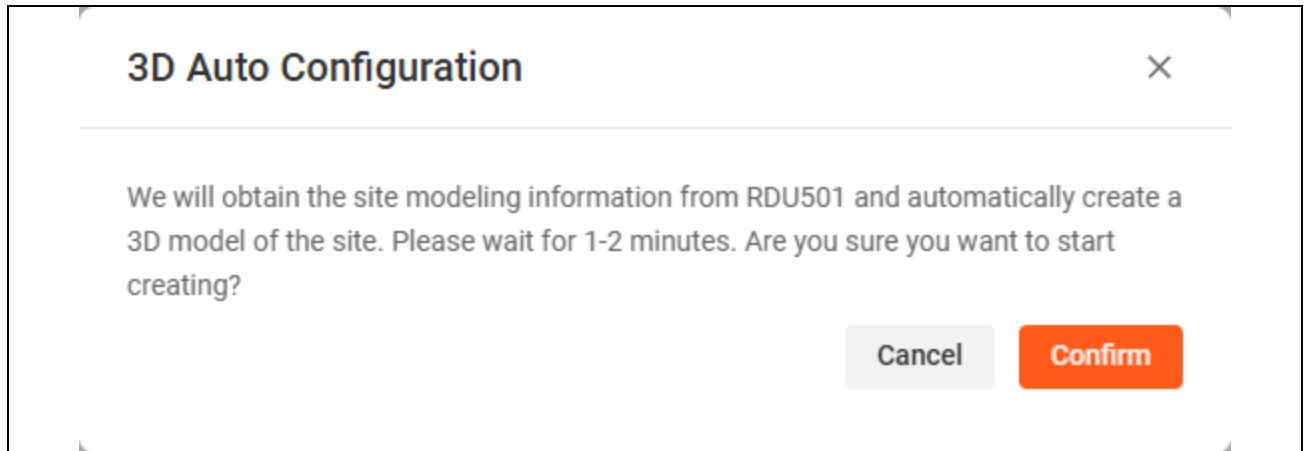 3D Auto Configuration
We will obtain the site modeling information from RDU501 and automatically create a
3D model of the site. Please wait for 1-2 minutes. Are you sure you want to start
creating?
Cancel
Confirm